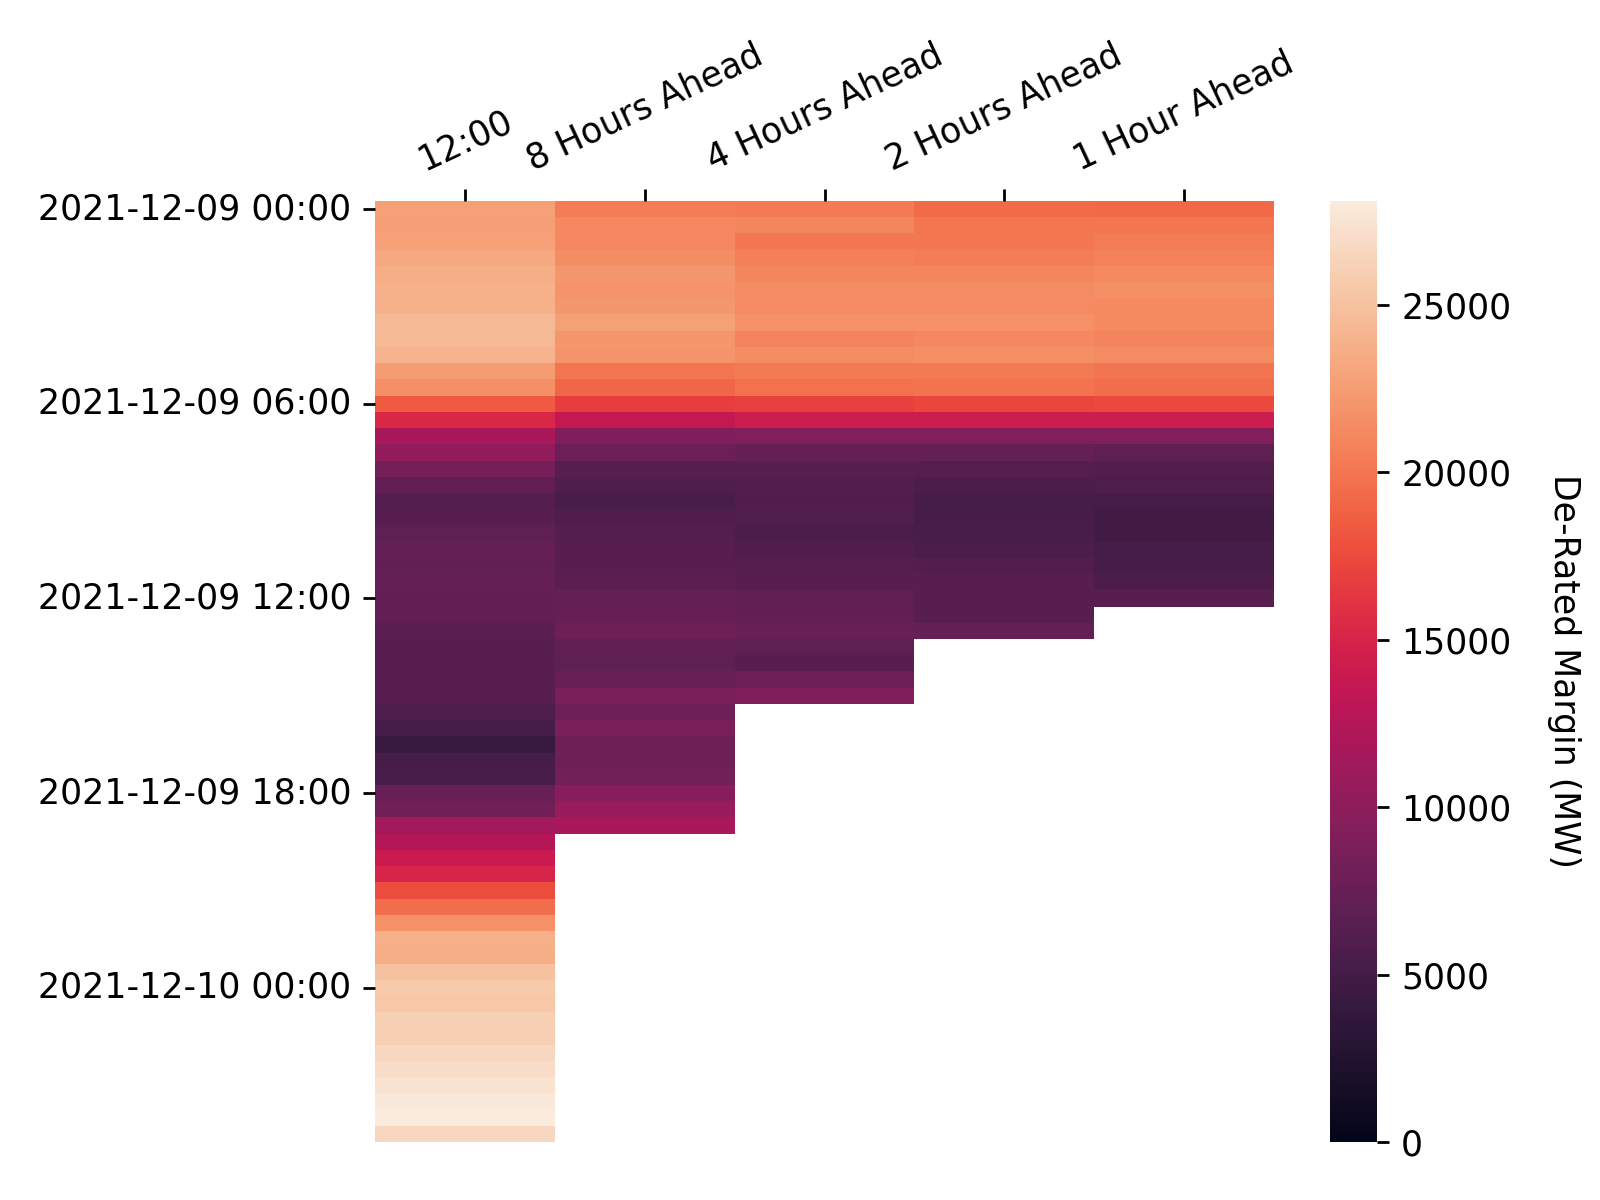 12:00
8 Hours Ahead
4 Hours Ahead
2 Hours Ahead
1 Hour Ahead
2021-12-09 00:00
2021-12-09 06:00
2021-12-09 12:00
2021-12-09 18:00
2021-12-10 00:00
25000
20000
15000
10000
5000
0
De-Rated Margin (MW)